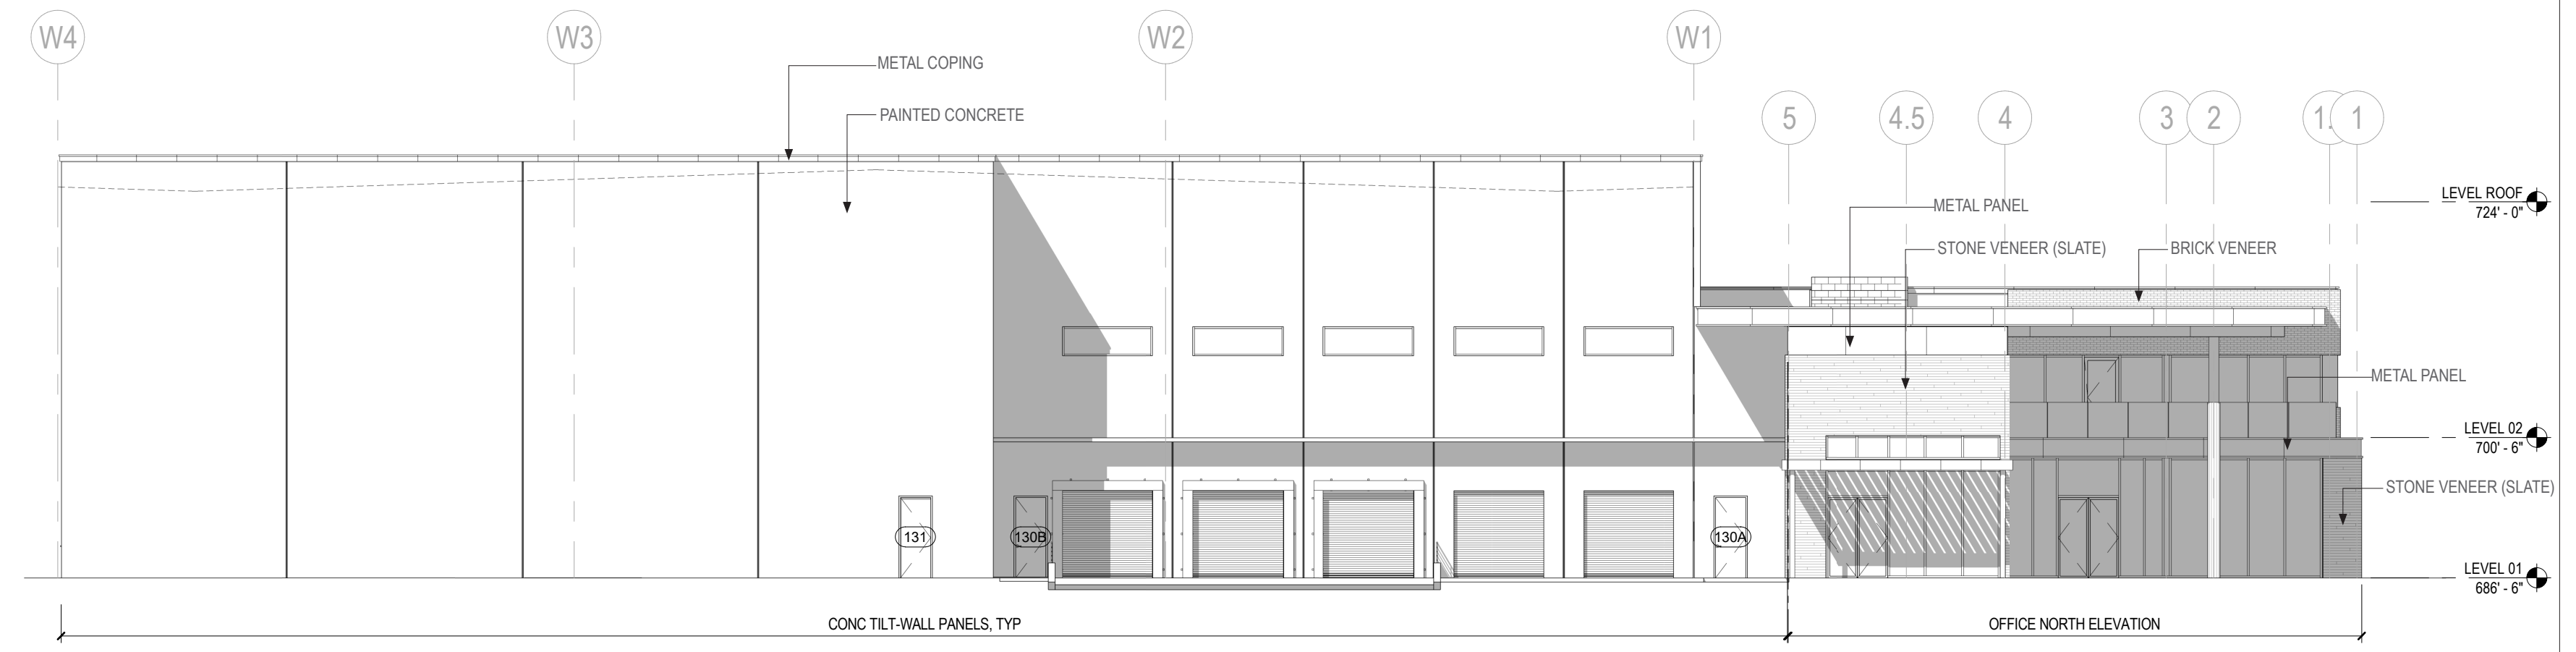 W4
W3
W2
W1
METAL COPING
PAINTED CONCRETE
5
4.5
4
3
2
1.
1
LEVEL ROOF
724' - 0"
METAL PANEL
STONE VENEER (SLATE)
BRICK VENEER
METAL PANEL
LEVEL 02
700' - 6"
STONE VENEER (SLATE)
131
130B
130A
LEVEL 01
686' - 6"
CONC TILT-WALL PANELS, TYP
OFFICE NORTH ELEVATION